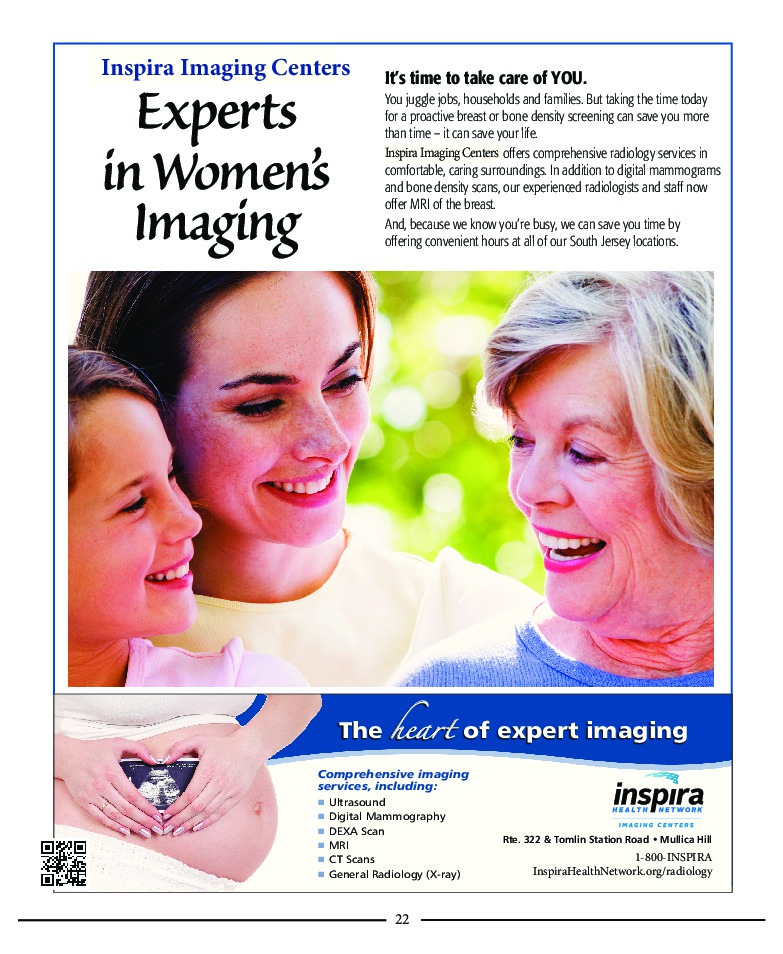 Inspira Imaging Centers
Experts
in Women's
Imaging
It's time to take care of YOU.
You juggle jobs, households and families. But taking the time today
for a proactive breast or bone density screening can save you more
than time – it can save your life.
Inspira Imaging Centers offers comprehensive radiology services in
comfortable, caring surroundings. In addition to digital mammograms
and bone density scans, our experienced radiologists and staff now
offer MRI of the breast.
And, because we know you're busy, we can save you time by
offering convenient hours at all of our South Jersey locations.
The heart of expert imaging
Comprehensive imaging
services, including:
Ultrasound
Digital Mammography
DEXA Scan
MRI
CT Scans
General Radiology (X-ray)
inspira
HEALTH NETWORK
IMAGING CENTERS
Rte. 322 & Tomlin Station Road • Mullica Hill
1-800-INSPIRA
InspiraHealthNetwork.org/radiology
22